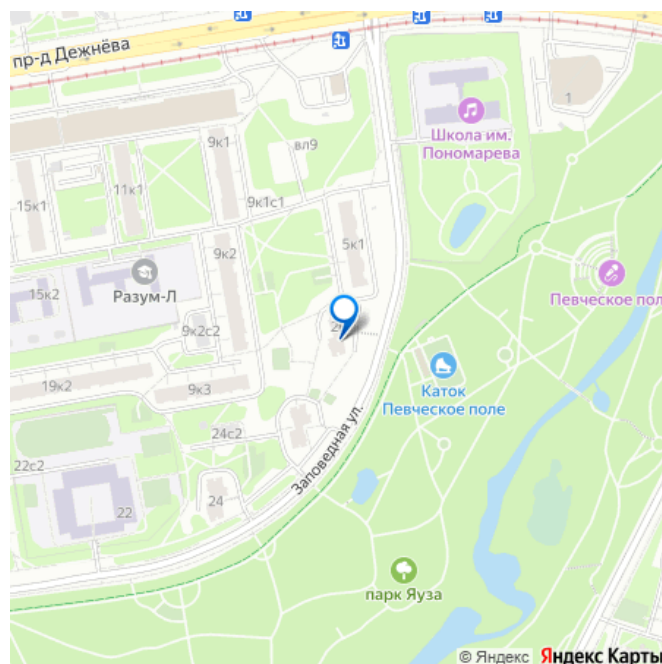 пр-д Дежнёва
1
Школа им.
Пономарева
9к1
вл9
11к1
15к1
9к1с1
5к1
9к2
Разум-Л
15к2
Певческое пол
9к2с2
19к2
9к3
Каток
Певческое поле
24с2
Заповедная ул.
22с2
24
22
парк Яуза
© Яндекс Яндекс Карты